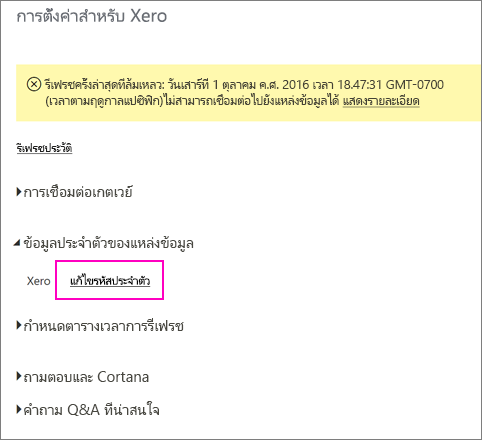 การตั้งค่าสำหรับ Xero
รีเฟรชครั้งล่าสุดที่ล้มเหลว: วันเสาร์ที่ 1 ตุลาคม ค.ศ. 2016 เวลา 18.47:31 GMT-0700
(เวลาตามฤดูกาลแปซิฟิก)ไม่สามารถเชื่อมต่อไปยังแหล่งข้อมูลได้ แสดงรายละเอียด
รีเฟรชประวัติ
การเชื่อมต่อเกตเวย์
ข้อมูลประจำตัวของแหล่งข้อมูล
Xero แก้ไขรหัสประจำตัว
กำหนดตารางเวลาการรีเฟรช
ถามตอบและ Cortana
คำถาม Q&A ที่น่าสนใจ